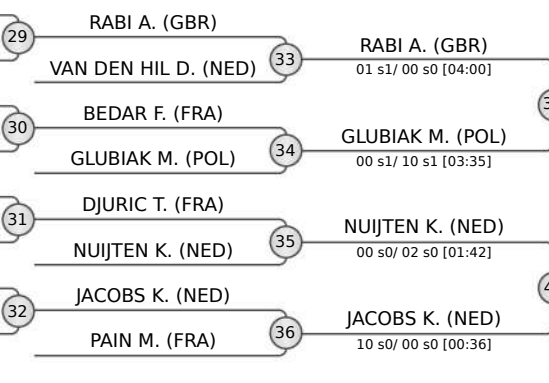 RABI A. (GBR)
29
VAN DEN HIL D. (NED)
33
RABI A. (GBR)
01 s1/ 00 s0 [04:00]
BEDAR F. (FRA)
30
GLUBIAK M. (POL)
34
GLUBIAK M. (POL)
00 s1/ 10 s1 [03:35]
DJURIC T. (FRA)
31
NUIJTEN K. (NED)
35
NUIJTEN K. (NED)
00 s0/ 02 s0 [01:42]
JACOBS K. (NED)
32
PAIN M. (FRA)
36
JACOBS K. (NED)
10 s0/ 00 s0 [00:36]